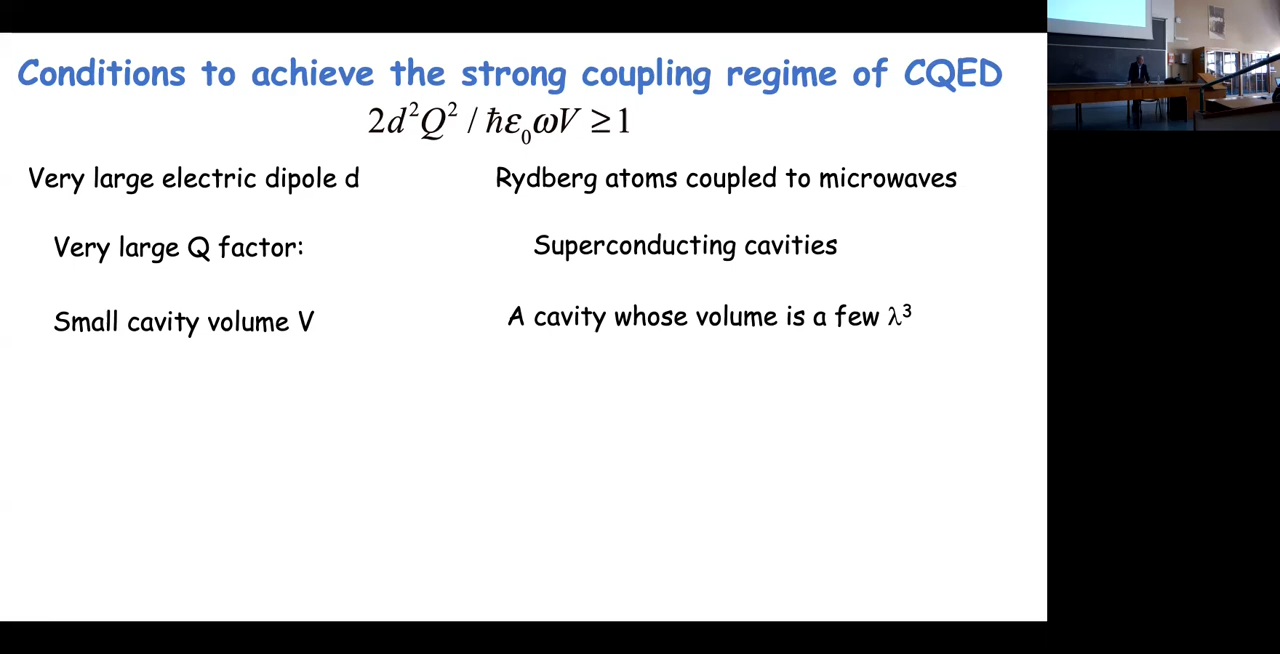 Conditions to achieve the strong coupling regime of CQED
2d²Q² / ħε₀ωV ≥ 1
Very large electric dipole d
Rydberg atoms coupled to microwaves
Very large Q factor:
Superconducting cavities
Small cavity volume V
A cavity whose volume is a few λ³